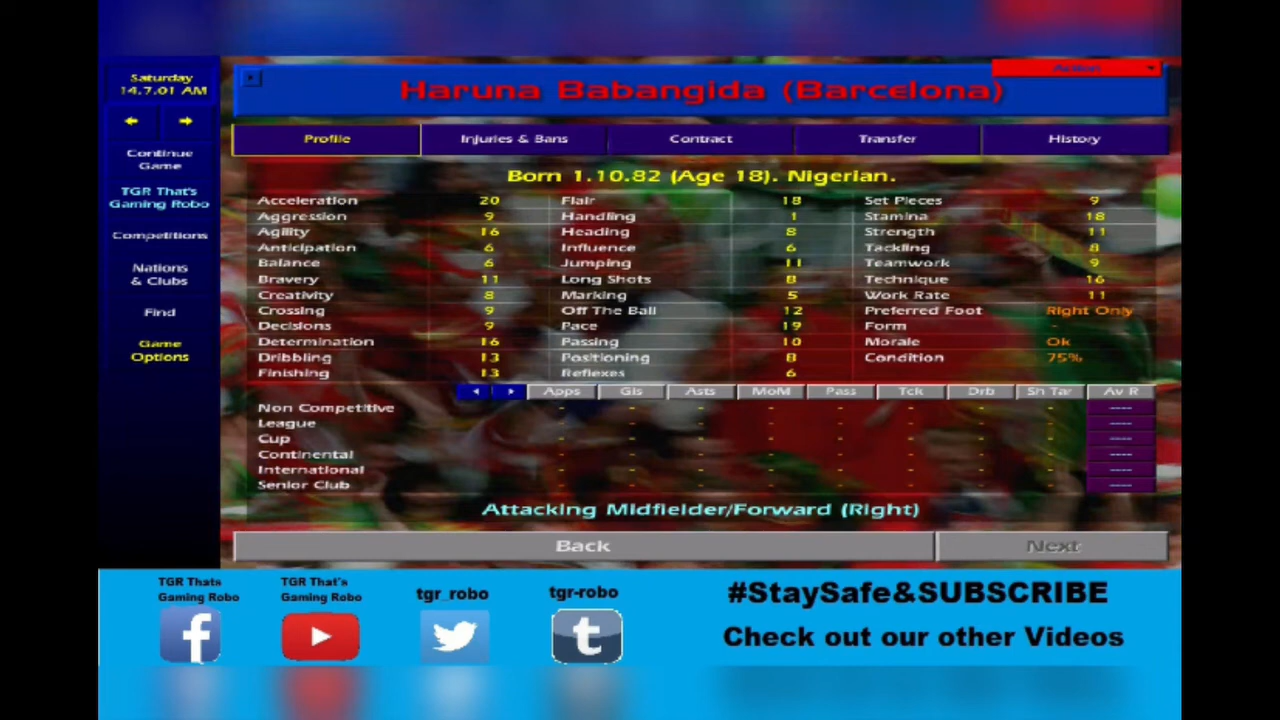 Saturday
14.7.01 AM
Continue
Game
TGR That's
Gaming Robo
Competitions
Nations
& Clubs
Find
Game
Options
Action
Haruna Babangida (Barcelona)
Profile Injuries & Bans Contract Transfer History
Born 1.10.82 (Age 18). Nigerian.
Acceleration 20 Flair 18 Set Pieces 9
Aggression 9 Handling 1 Stamina 18
Agility 16 Heading 8 Strength 11
Anticipation 6 Influence 6 Tackling 8
Balance 6 Jumping 11 Teamwork 9
Bravery 11 Long Shots 8 Technique 16
Creativity 8 Marking 5 Work Rate 11
Crossing 9 Off The Ball 12 Preferred Foot Right Only
Decisions 9 Pace 19 Form -
Determination 16 Passing 10 Morale Ok
Dribbling 13 Positioning 8 Condition 75%
Finishing 13 Reflexes 6
Apps Gls Asts MoM Pass Tck Drb Sh Tar Av R
Non Competitive - - - - - - - - ----
League - - - - - - - - ----
Cup - - - - - - - - ----
Continental - - - - - - - - ----
International - - - - - - - - ----
Senior Club - - - - - - - - ----
Attacking Midfielder/Forward (Right)
Back Next
TGR Thats
Gaming Robo
TGR That's
Gaming Robo
tgr_robo
tgr-robo
#StaySafe&SUBSCRIBE
Check out our other Videos